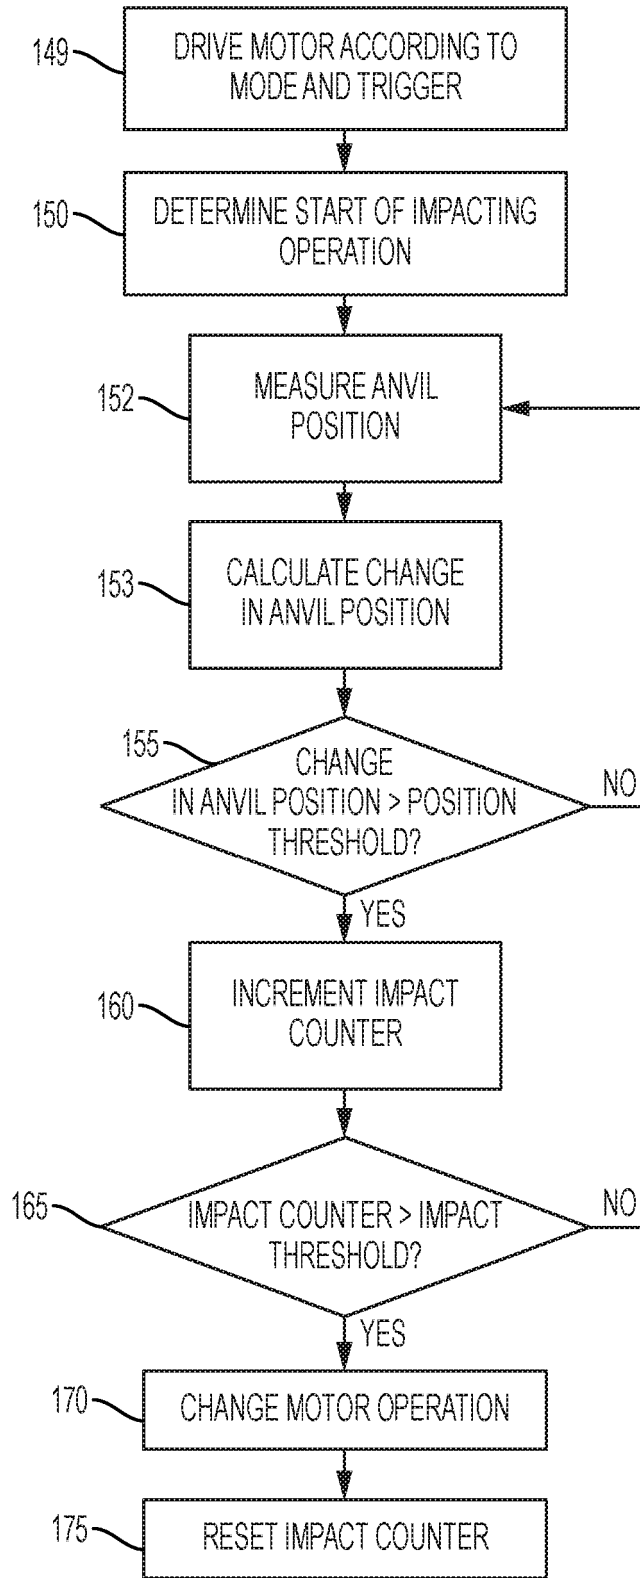 149
DRIVE MOTOR ACCORDING TO
MODE AND TRIGGER
150
DETERMINE START OF IMPACTING
OPERATION
152
MEASURE ANVIL
POSITION
153
CALCULATE CHANGE
IN ANVIL POSITION
155
CHANGE
IN ANVIL POSITION > POSITION
THRESHOLD?
NO
YES
160
INCREMENT IMPACT
COUNTER
165
IMPACT COUNTER > IMPACT
THRESHOLD?
NO
YES
170
CHANGE MOTOR OPERATION
175
RESET IMPACT COUNTER